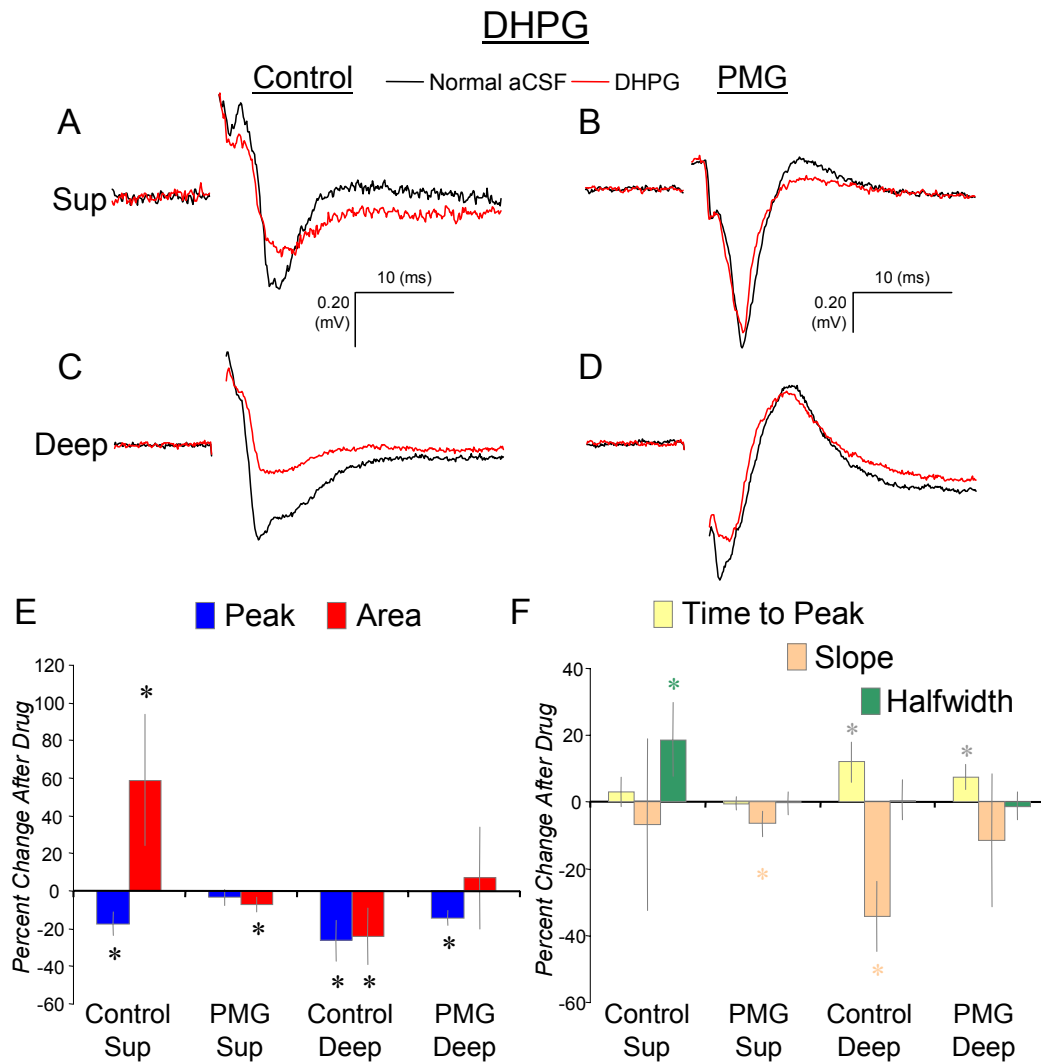 DHPG
Control
Normal aCSF
DHPG
PMG
A
B
Sup
10 (ms)
0.20
(mV)
10 (ms)
0.20
(mV)
C
D
Deep
E
Peak
Area
F
Time to Peak
Slope
Halfwidth
Percent Change After Drug
120
100
80
60
40
20
0
-20
-40
-60
*
*
*
*
*
*
Control
Sup
PMG
Sup
Control
Deep
PMG
Deep
Percent Change After Drug
40
20
0
-20
-40
-60
*
*
*
*
*
Control
Sup
PMG
Sup
Control
Deep
PMG
Deep